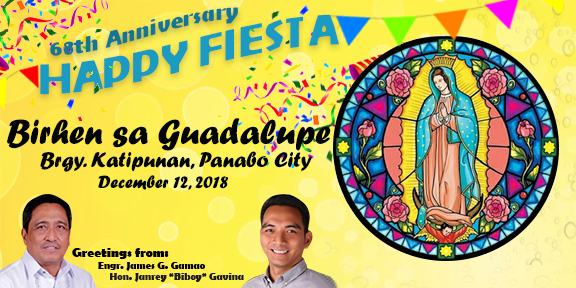 68th Anniversary
HAPPY FIESTA
Birhen sa Guadalupe
Brgy. Katipunan, Panabo City
December 12, 2018
Greetings from:
Engr. James G. Gamao
Hon. Janrey "Biboy" Gavina